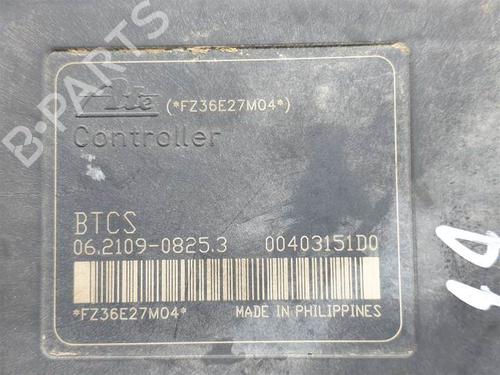 B-PARTS
Ate (*FZ36E27M04*)
Controller
BTCS
06.2109-0825.3 00403151D0
*FZ36E27M04* MADE IN PHILIPPINES